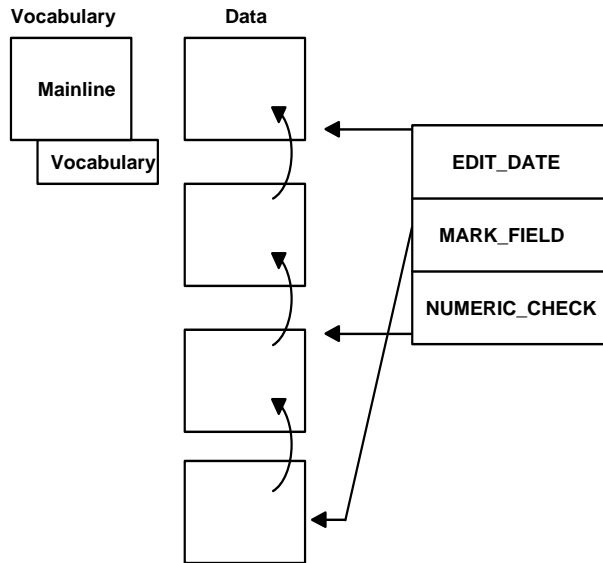 Vocabulary
Data
Mainline
Vocabulary
EDIT_DATE
MARK_FIELD
NUMERIC_CHECK